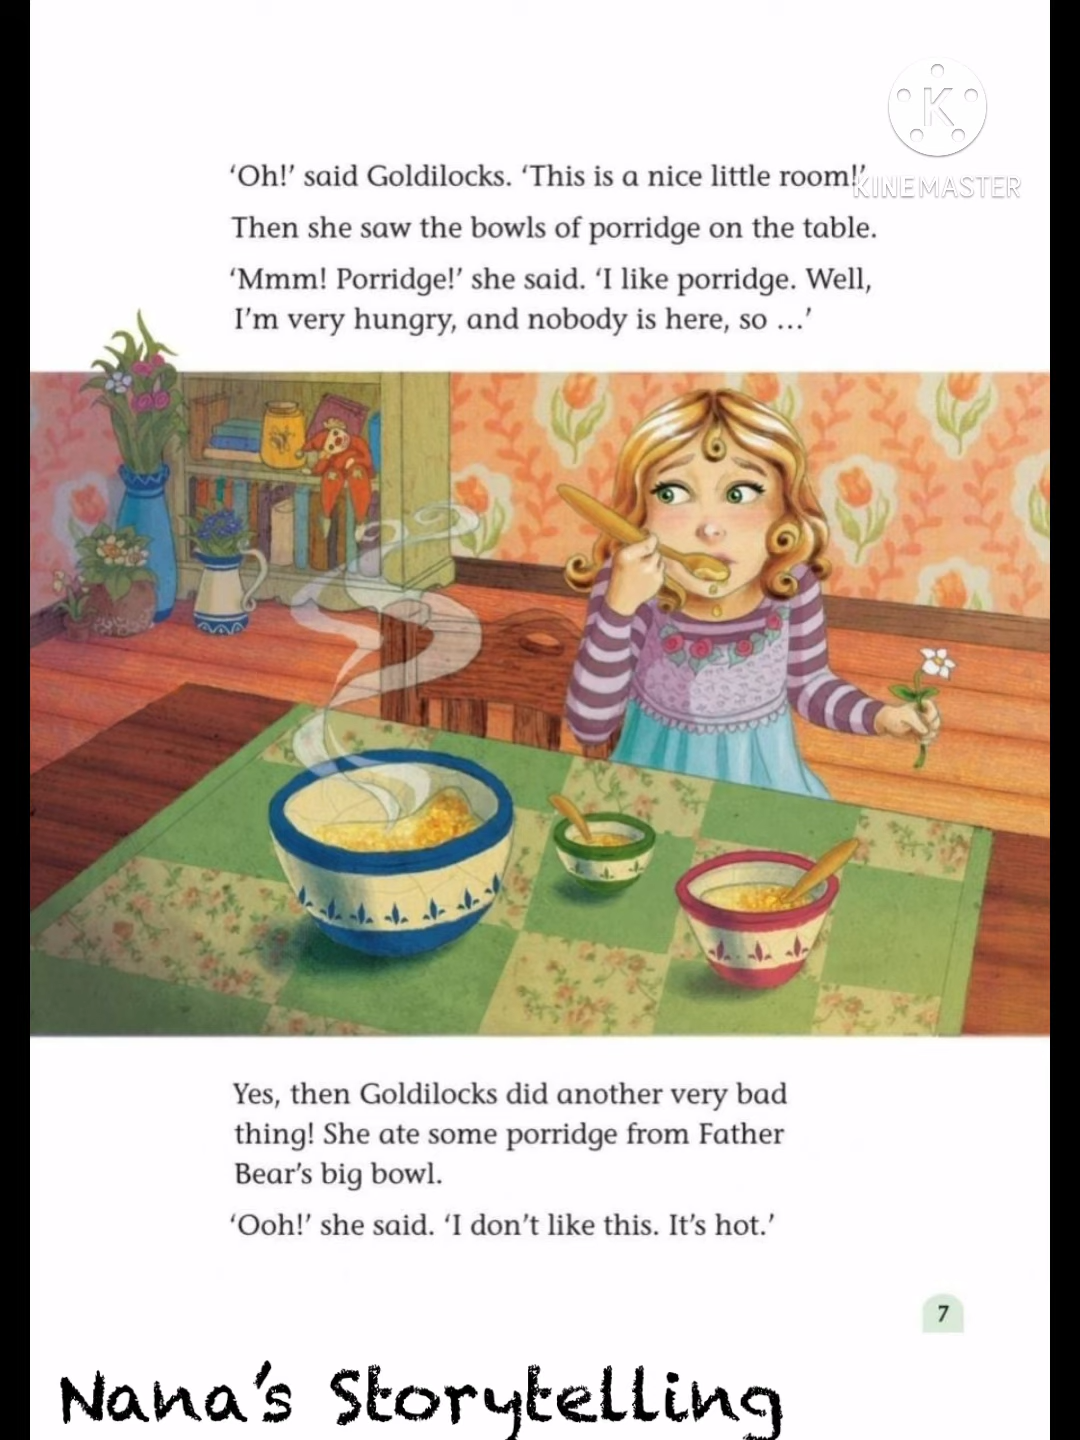 ‘Oh!’ said Goldilocks. ‘This is a nice little room!’
KINEMASTER
Then she saw the bowls of porridge on the table.
‘Mmm! Porridge!’ she said. ‘I like porridge. Well,
I’m very hungry, and nobody is here, so ...’
Yes, then Goldilocks did another very bad
thing! She ate some porridge from Father
Bear’s big bowl.
‘Ooh!’ she said. ‘I don’t like this. It’s hot.’
7
Nana’s Storytelling